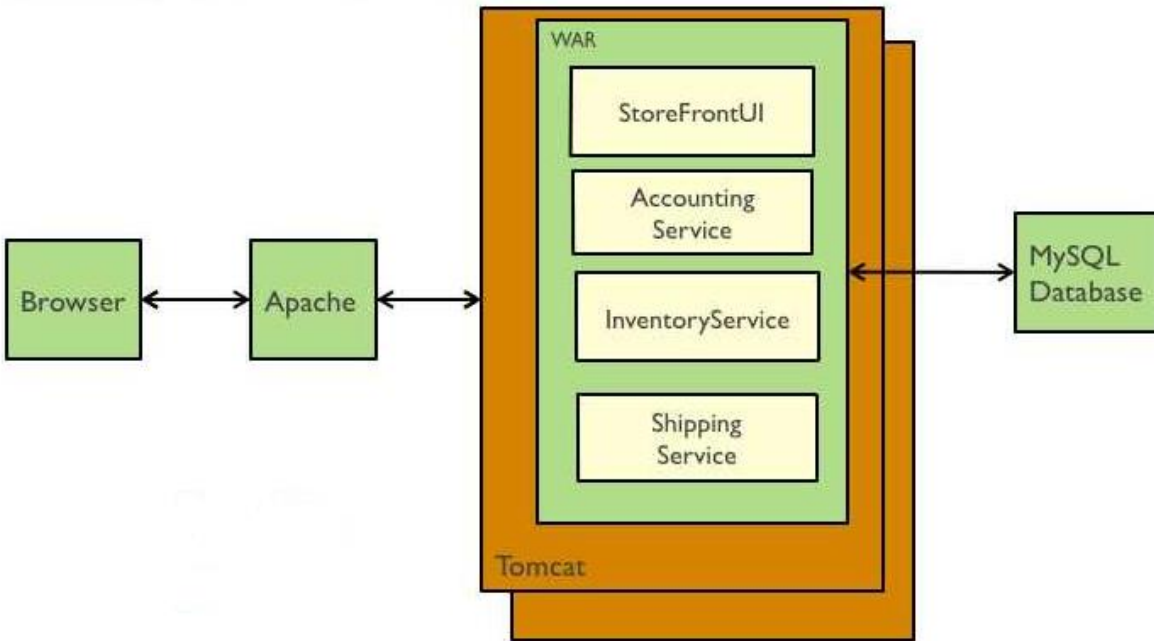 WAR
StoreFrontUI
Accounting
Service
InventoryService
Shipping
Service
Tomcat
Browser
Apache
MySQL
Database